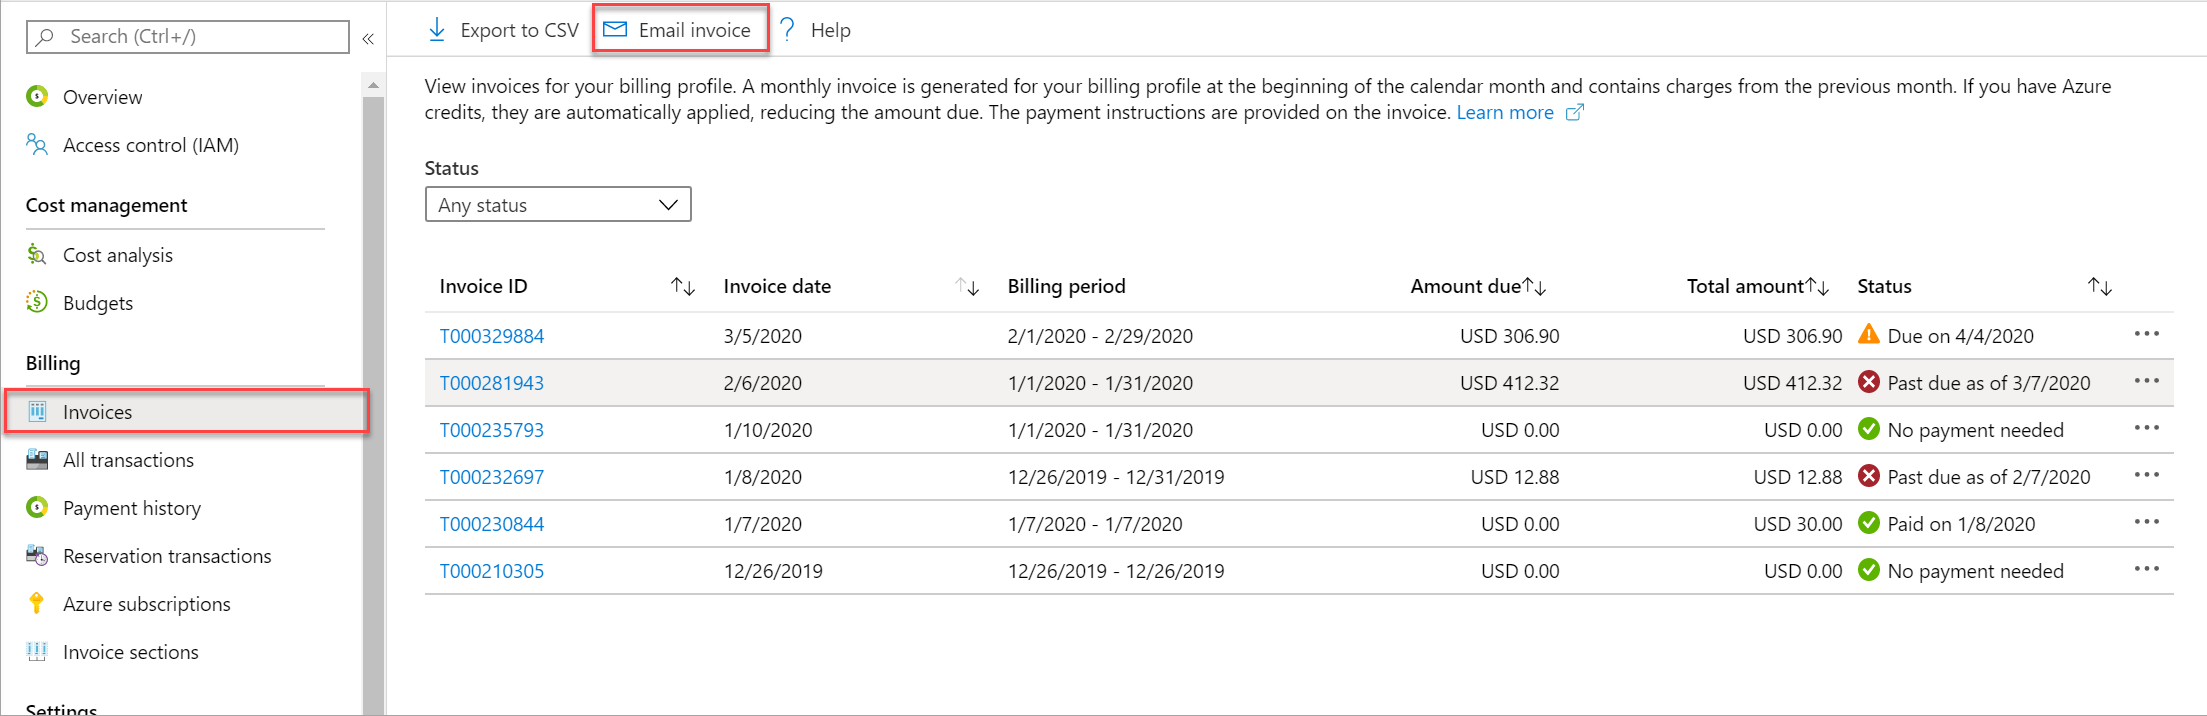 Search (Ctrl+/)
«
Overview
Access control (IAM)
Cost management
Cost analysis
Budgets
Billing
Invoices
All transactions
Payment history
Reservation transactions
Azure subscriptions
Invoice sections
Settings
Export to CSV Email invoice ? Help
View invoices for your billing profile. A monthly invoice is generated for your billing profile at the beginning of the calendar month and contains charges from the previous month. If you have Azure
credits, they are automatically applied, reducing the amount due. The payment instructions are provided on the invoice. Learn more
Status
Any status
Invoice ID Invoice date Billing period Amount due Total amount Status
T000329884 3/5/2020 2/1/2020 - 2/29/2020 USD 306.90 USD 306.90 Due on 4/4/2020 ...
T000281943 2/6/2020 1/1/2020 - 1/31/2020 USD 412.32 USD 412.32 Past due as of 3/7/2020 ...
T000235793 1/10/2020 1/1/2020 - 1/31/2020 USD 0.00 USD 0.00 No payment needed ...
T000232697 1/8/2020 12/26/2019 - 12/31/2019 USD 12.88 USD 12.88 Past due as of 2/7/2020 ...
T000230844 1/7/2020 1/7/2020 - 1/7/2020 USD 0.00 USD 30.00 Paid on 1/8/2020 ...
T000210305 12/26/2019 12/26/2019 - 12/26/2019 USD 0.00 USD 0.00 No payment needed ...